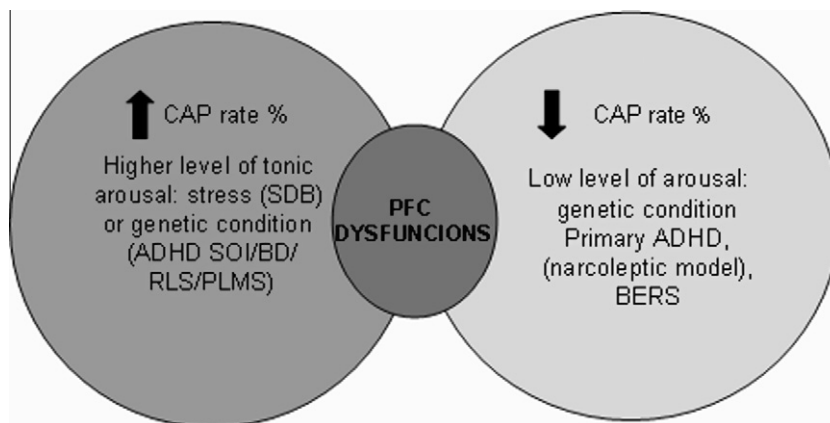 CAP rate %
Higher level of tonic
arousal: stress (SDB)
or genetic condition
(ADHD SOI/BD/
RLS/PLMS)
PFC
DYSFUNCIONS
CAP rate %
Low level of arousal:
genetic condition
Primary ADHD,
(narcoleptic model),
BERS